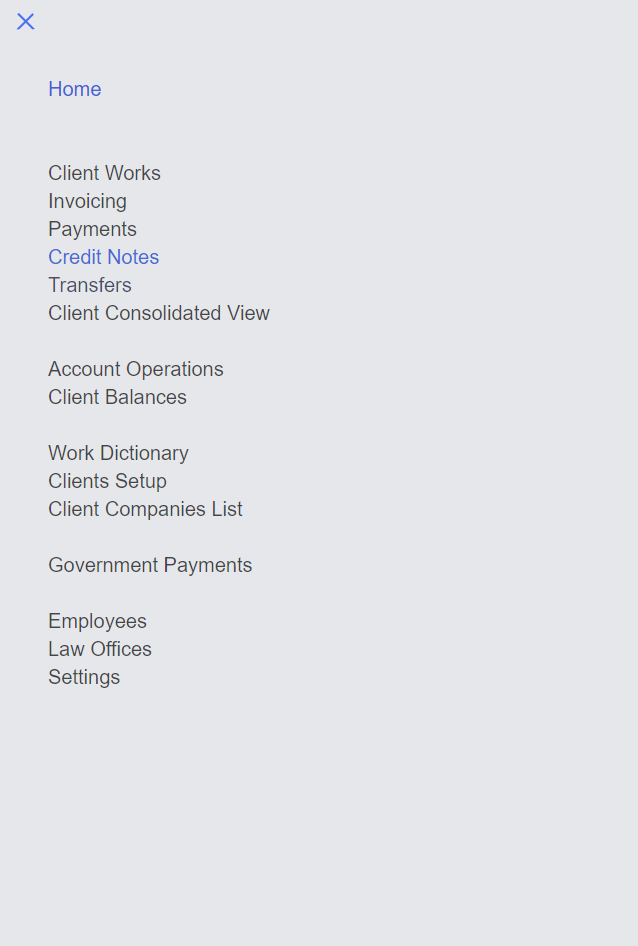 Home
Client Works
Invoicing
Payments
Credit Notes
Transfers
Client Consolidated View
Account Operations
Client Balances
Work Dictionary
Clients Setup
Client Companies List
Government Payments
Employees
Law Offices
Settings